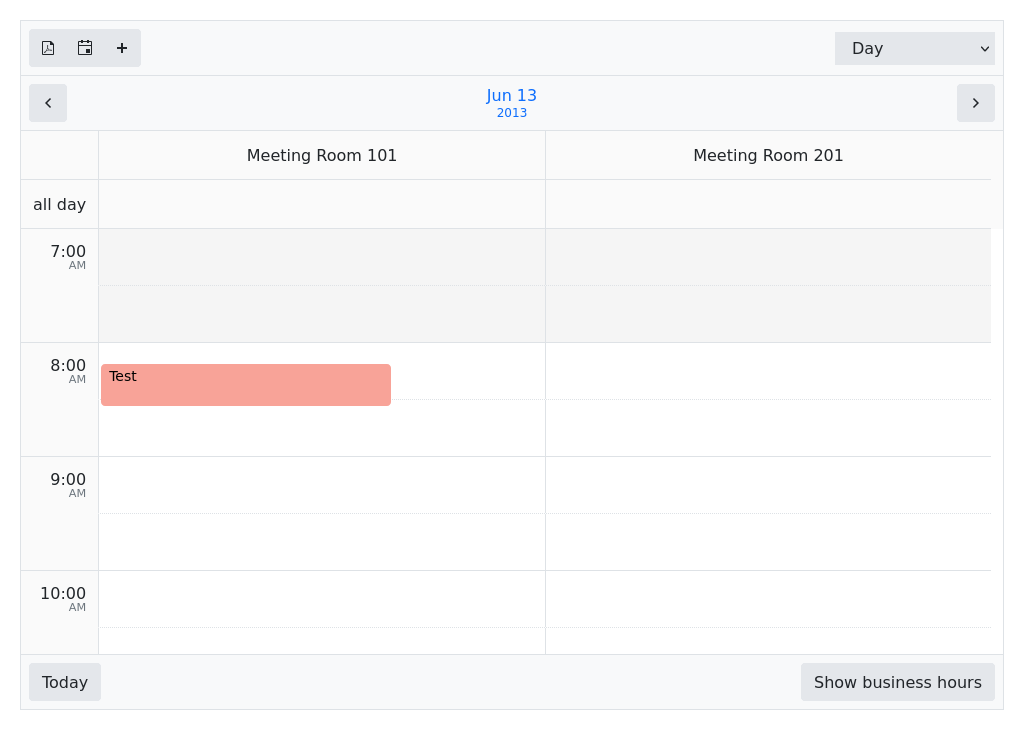 Day
Jun 13
2013
Meeting Room 101 Meeting Room 201
all day
7:00
AM
8:00
AM
Test
9:00
AM
10:00
AM
Today Show business hours